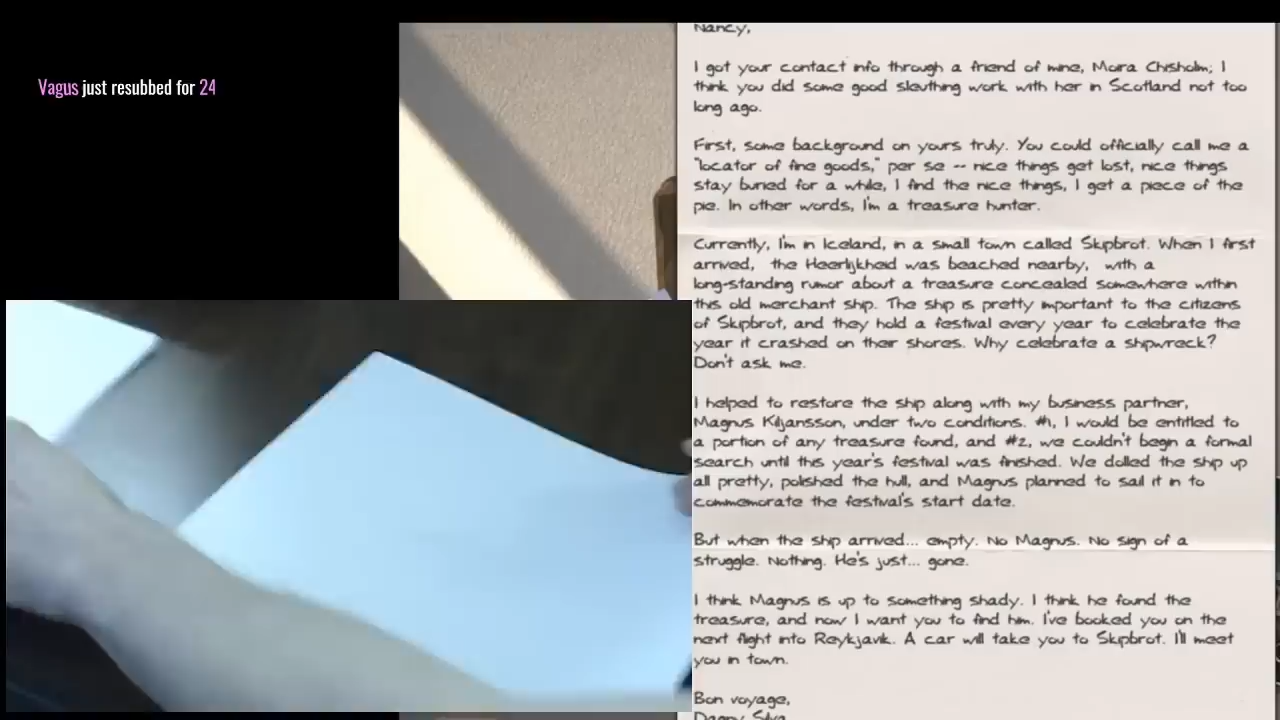 Vagus just resubbed for 24
Nancy,
I got your contact info through a friend of mine, Moira Chisholm; I
think you did some good sleuthing work with her in Scotland not too
long ago.
First, some background on yours truly. You could officially call me a
"locator of fine goods," per se -- nice things get lost, nice things
stay buried for a while, I find the nice things, I get a piece of the
pie. In other words, I'm a treasure hunter.
Currently, I'm in Iceland, in a small town called Skipbrot. When I first
arrived, the Heerlijkheid was beached nearby, with a
long-standing rumor about a treasure concealed somewhere within
this old merchant ship. The ship is pretty important to the citizens
of Skipbrot, and they hold a festival every year to celebrate the
year it crashed on their shores. Why celebrate a shipwreck?
Don't ask me.
I helped to restore the ship along with my business partner,
Magnus Kiljansson, under two conditions. #1, I would be entitled to
a portion of any treasure found, and #2, we couldn't begin a formal
search until this year's festival was finished. We dolled the ship up
all pretty, polished the hull, and Magnus planned to sail it in to
commemorate the festival's start date.
But when the ship arrived... empty. No Magnus. No sign of a
struggle. Nothing. He's just... gone.
I think Magnus is up to something shady. I think he found the
treasure, and now I want you to find him. I've booked you on the
next flight into Reykjavik. A car will take you to Skipbrot. I'll meet
you in town.
Bon voyage,
Dagny Silva